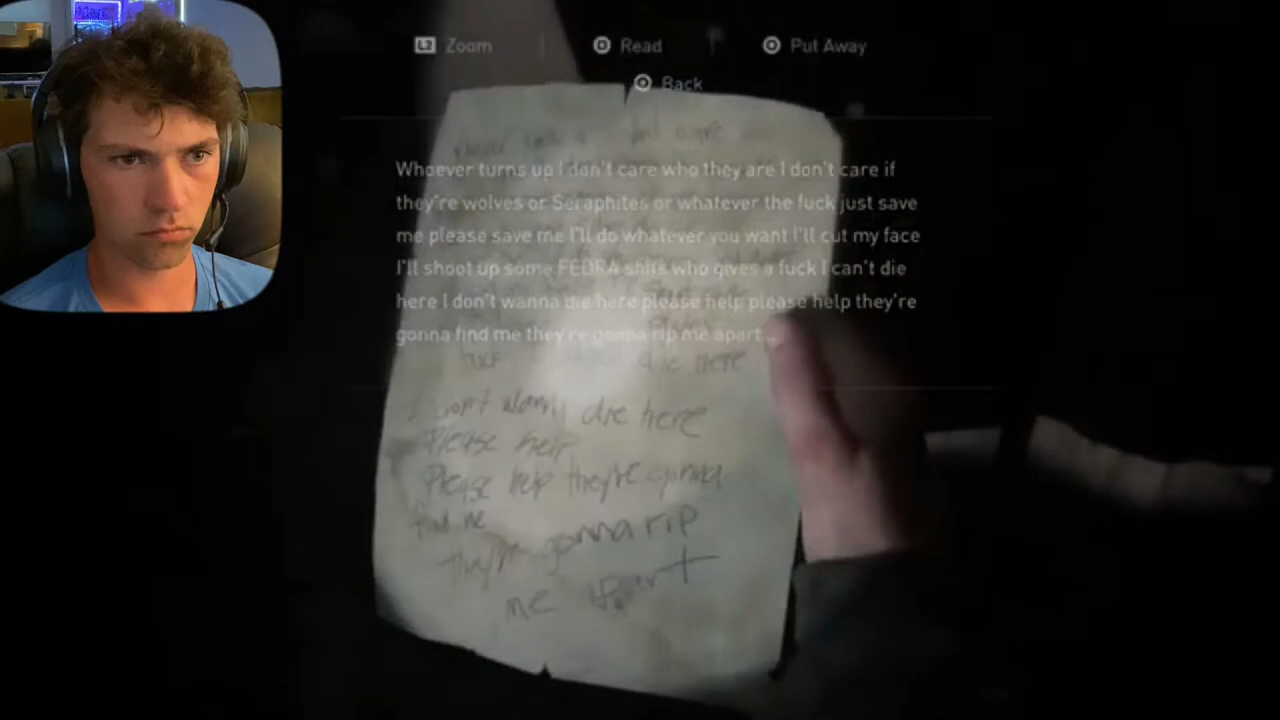 L2 Zoom
Read
Put Away
Back
Whoever turns up I don't care who they are I don't care if
they're wolves or Seraphites or whatever the fuck just save
me please save me I'll do whatever you want I'll cut my face
I'll shoot up some FEDRA shits who gives a fuck I can't die
here I don't wanna die here please help please help they're
gonna find me they're gonna rip me apart...
die here
I don't wanna die here
Please help
Please help they're gonna
find me
they're gonna rip
me apart